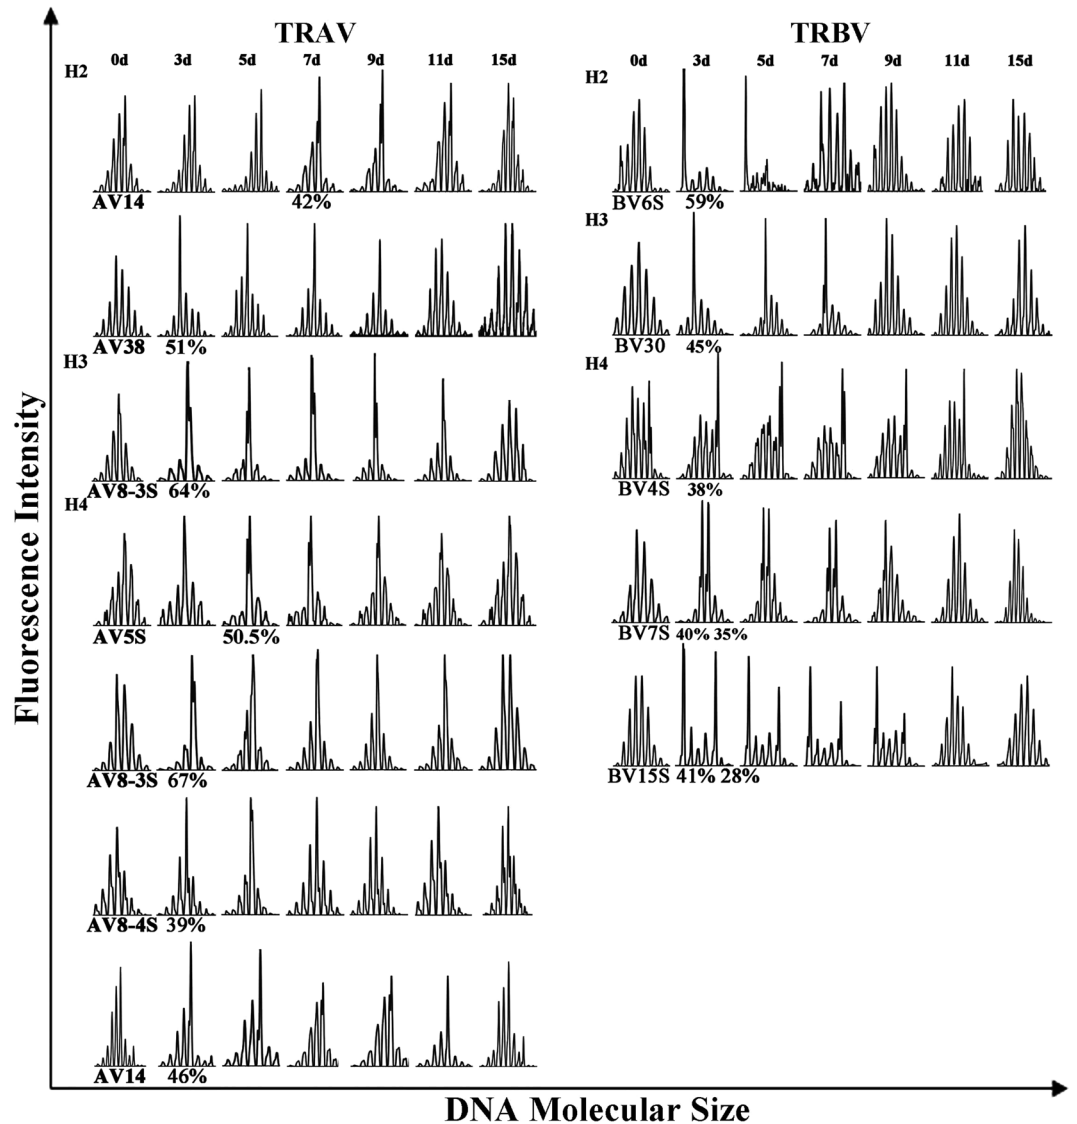 TRAV
TRBV
0d 3d 5d 7d 9d 11d 15d
0d 3d 5d 7d 9d 11d 15d
H2
AV14 42%
AV38 51%
H3
AV8-3S 64%
H4
AV5S 50.5%
AV8-3S 67%
AV8-4S 39%
AV14 46%
H2
BV6S 59%
H3
BV30 45%
H4
BV4S 38%
BV7S 40% 35%
BV15S 41% 28%
Fluorescence Intensity
DNA Molecular Size